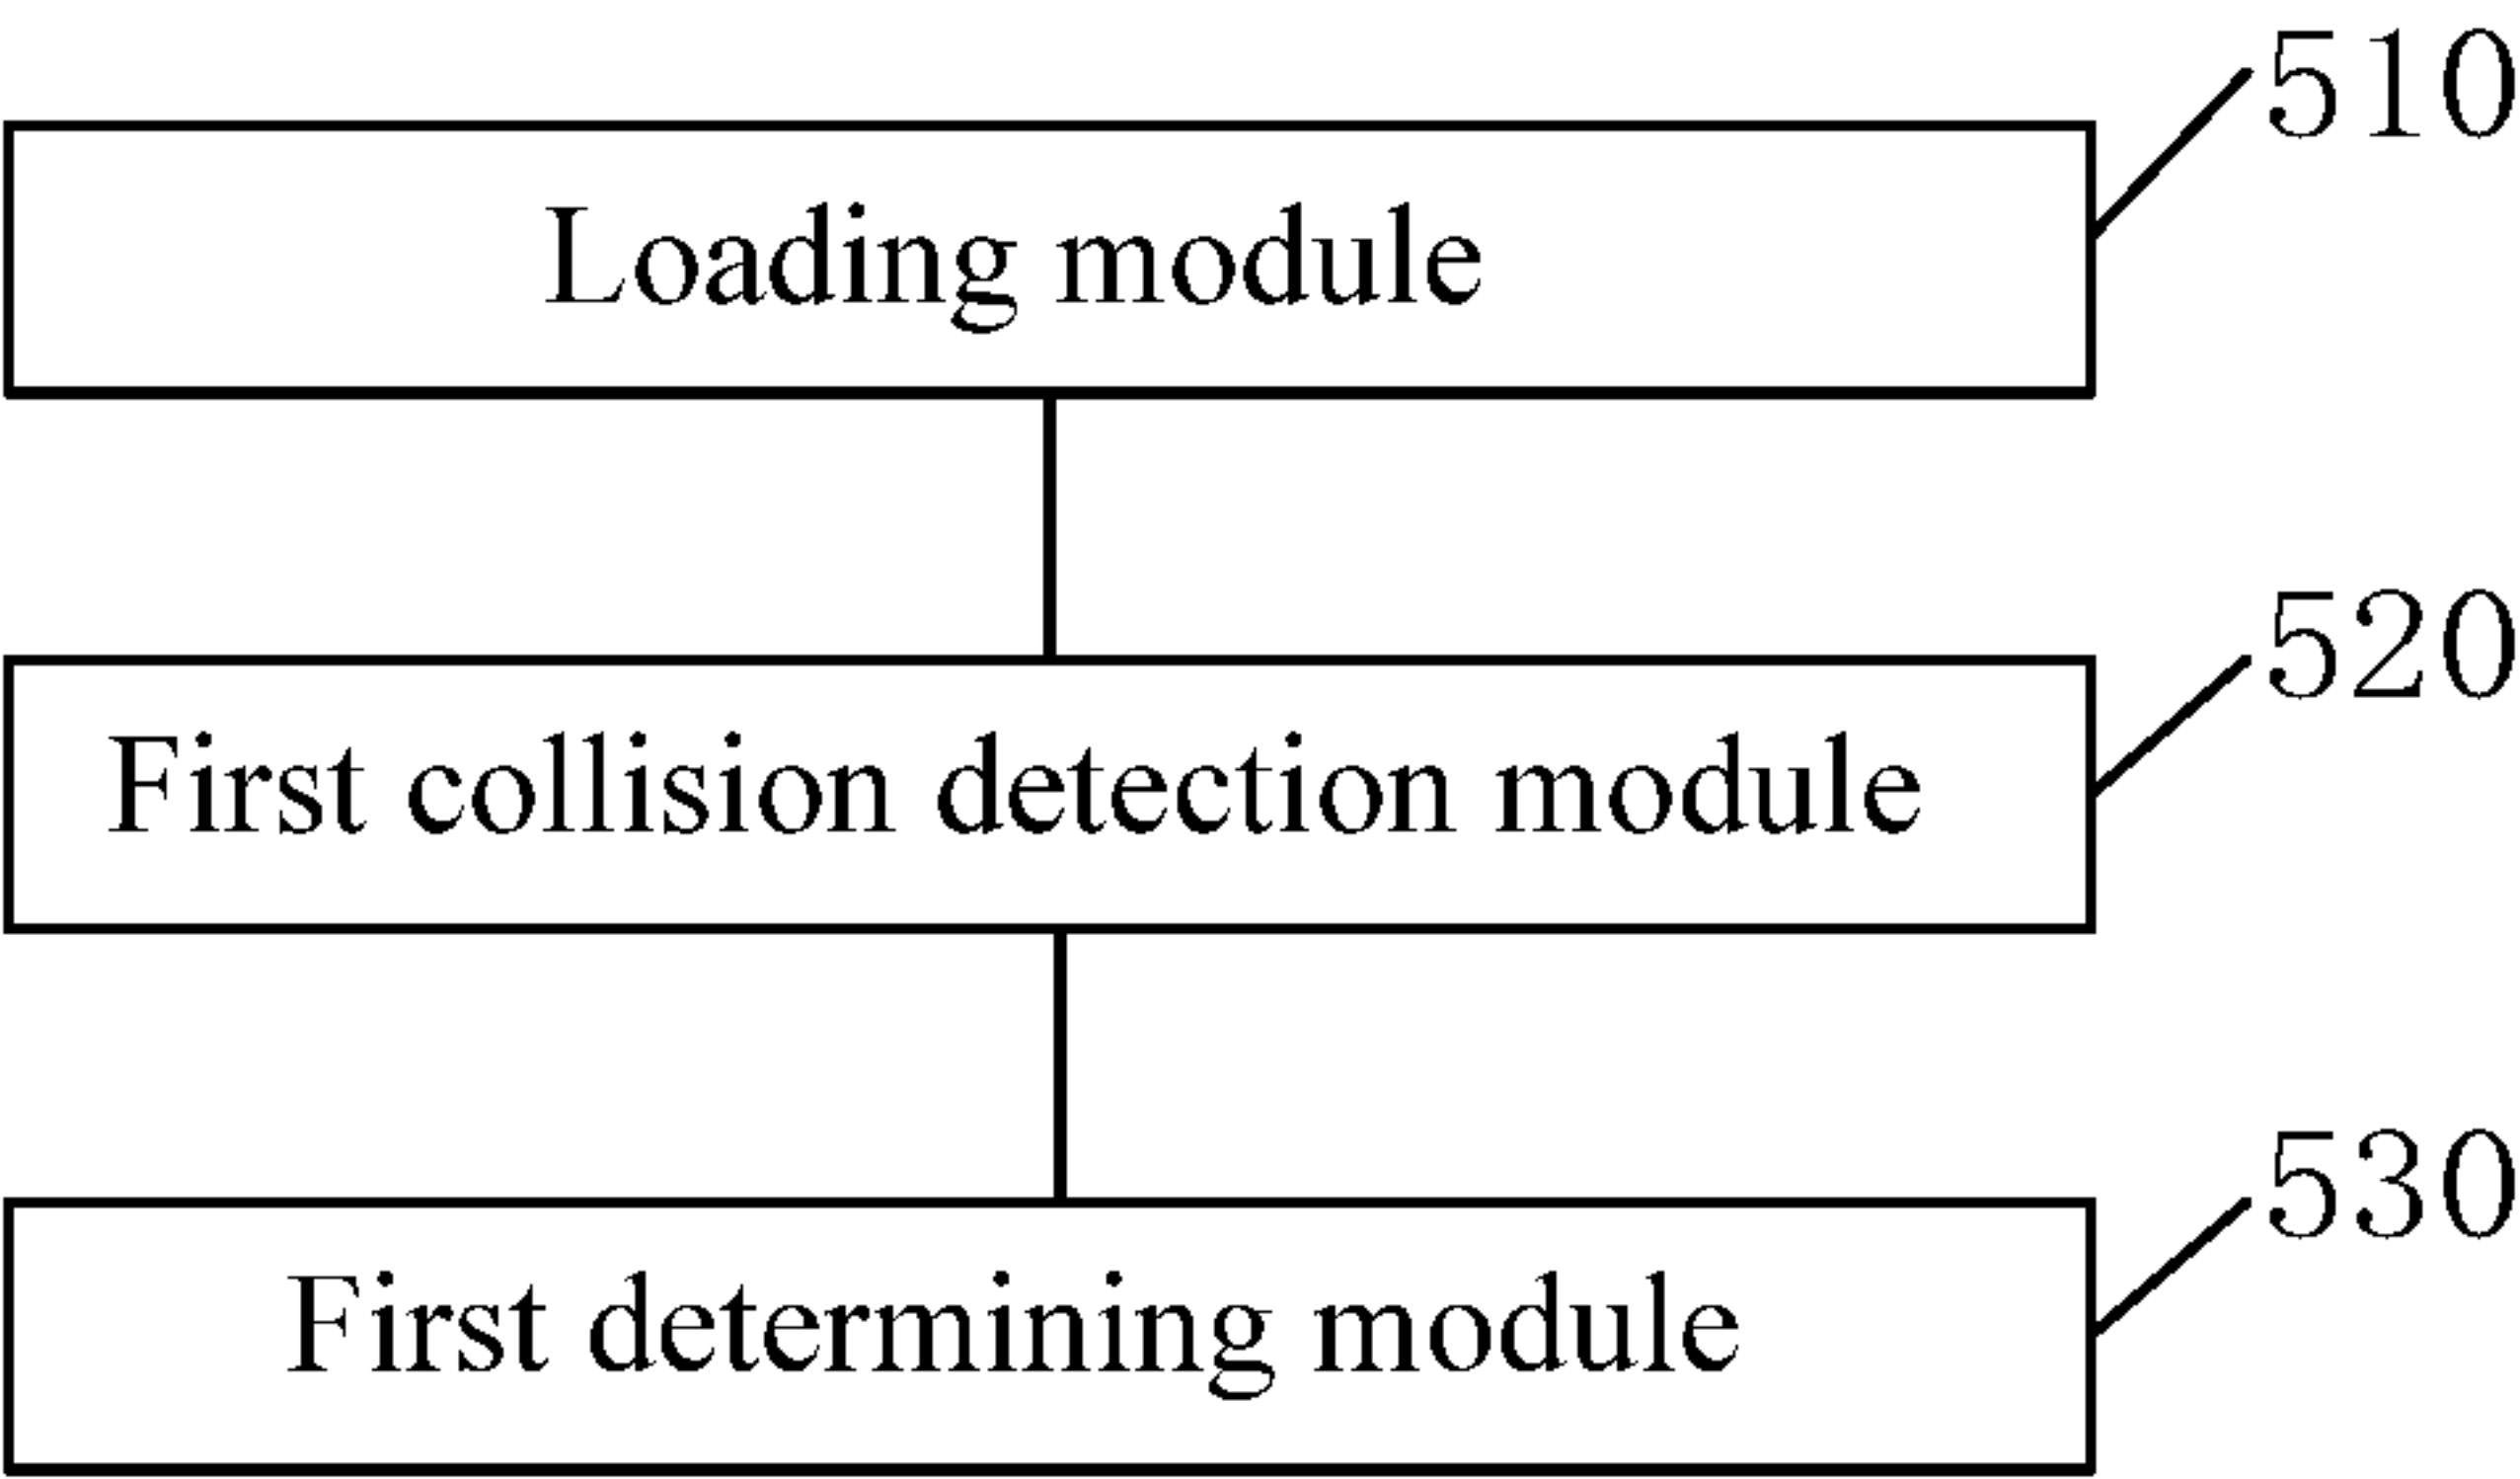 510
Loading module
520
First collision detection module
530
First determining module